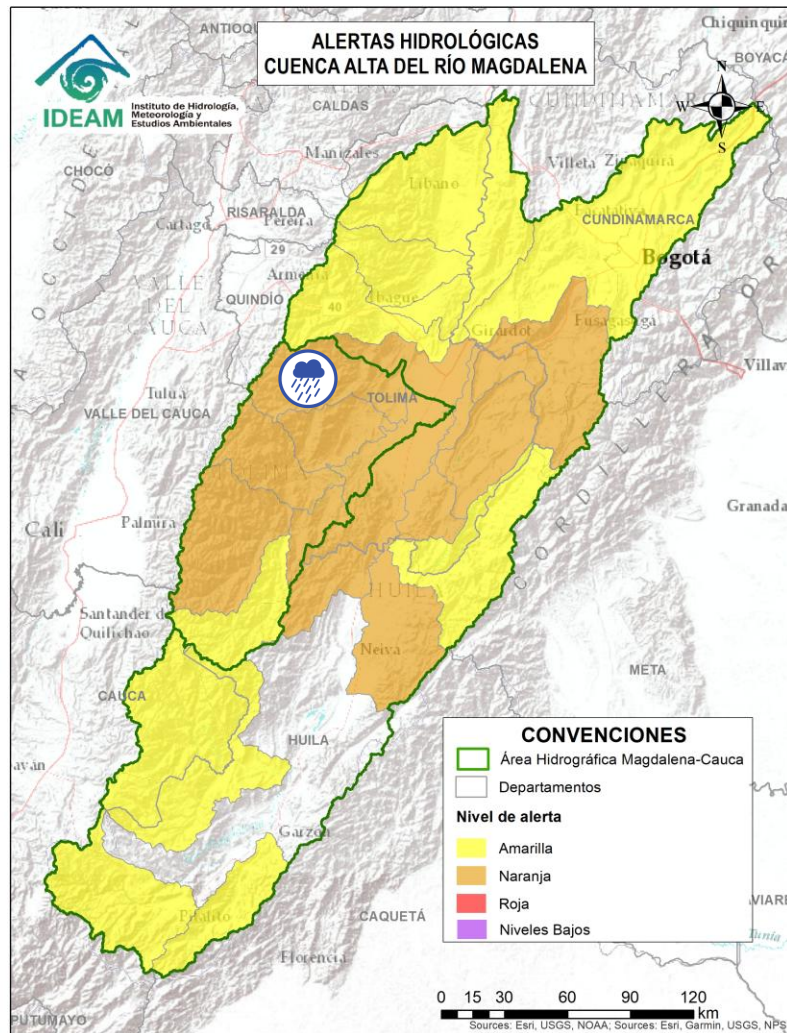 ALERTAS HIDROLÓGICAS
CUENCA ALTA DEL RÍO MAGDALENA
IDEAM
Instituto de Hidrología,
Meteorología y
Estudios Ambientales
N
W
E
S
ANTIOQUIA
Chiquinquirá
BOYACÁ
CALDAS
CUNDINAMARCA
Manizales
Líbano
Villeta
Zipaquirá
CHOCÓ
RISARALDA
Pereira
Cartago
Facatativá
CUNDINAMARCA
29
Armenia
Bogotá
VALLE
DEL
CAUCA
QUINDÍO
40
Ibagué
Girardot
Fusagasugá
Tuluá
VALLE DEL CAUCA
TOLIMA
Cali
Palmira
CORDILLERA
Granada
HUILA
Santander de
Quilichao
Neiva
META
CAUCA
HUILA
Garzón
Pitalito
CAQUETÁ
Florencia
PUTUMAYO
CONVENCIONES
Área Hidrográfica Magdalena-Cauca
Departamentos
Nivel de alerta
Amarilla
Naranja
Roja
Niveles Bajos
0 15 30 60 90 120
km
Sources: Esri, USGS, NOAA; Sources: Esri, Garmin, USGS, NPS